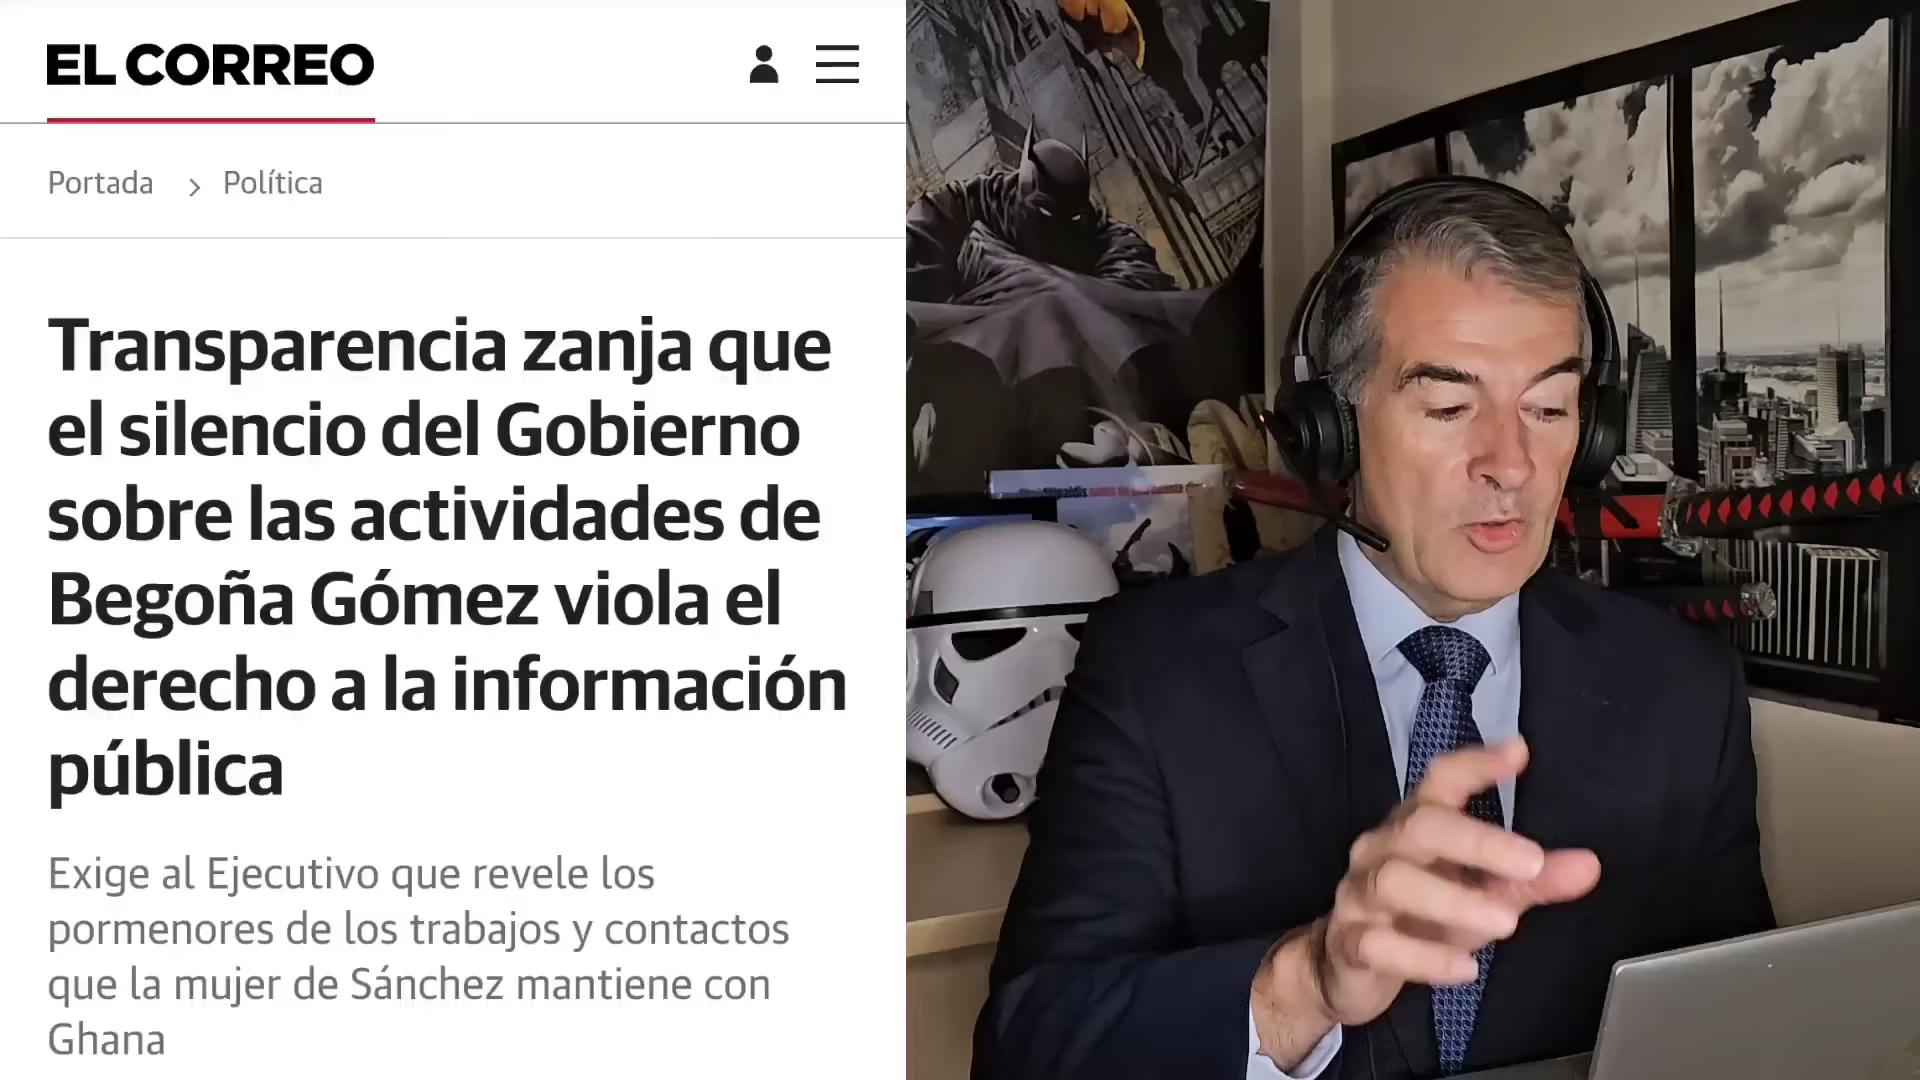 EL CORREO
Portada > Política
Transparencia zanja que
el silencio del Gobierno
sobre las actividades de
Begoña Gómez viola el
derecho a la información
pública
Exige al Ejecutivo que revele los
pormenores de los trabajos y contactos
que la mujer de Sánchez mantiene con
Ghana